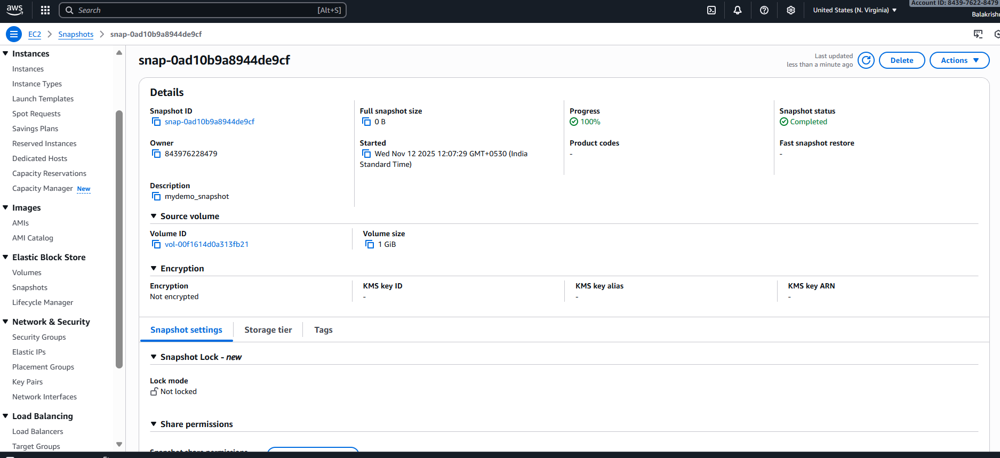 aws
Search
[Alt+S]
United States (N. Virginia)
Account ID: 8439-7622-8479
EC2
Snapshots
snap-0ad10b9a8944de9cf
Instances
Instances
Instance Types
Launch Templates
Spot Requests
Savings Plans
Reserved Instances
Dedicated Hosts
Capacity Reservations
Capacity Manager New
Images
AMIs
AMI Catalog
Elastic Block Store
Volumes
Snapshots
Lifecycle Manager
Network & Security
Security Groups
Elastic IPs
Placement Groups
Key Pairs
Network Interfaces
Load Balancing
Load Balancers
Target Groups
snap-0ad10b9a8944de9cf
Last updated
less than a minute ago
Delete
Actions
Details
Snapshot ID
snap-0ad10b9a8944de9cf
Full snapshot size
0 B
Progress
100%
Snapshot status
Completed
Owner
843976228479
Started
Wed Nov 12 2025 12:07:29 GMT+0530 (India
Standard Time)
Product codes
-
Fast snapshot restore
-
Description
mydemo_snapshot
Source volume
Volume ID
vol-00f1614d0a313fb21
Volume size
1 GiB
Encryption
Encryption
Not encrypted
KMS key ID
-
KMS key alias
-
KMS key ARN
-
Snapshot settings
Storage tier
Tags
Snapshot Lock - new
Lock mode
Not locked
Share permissions